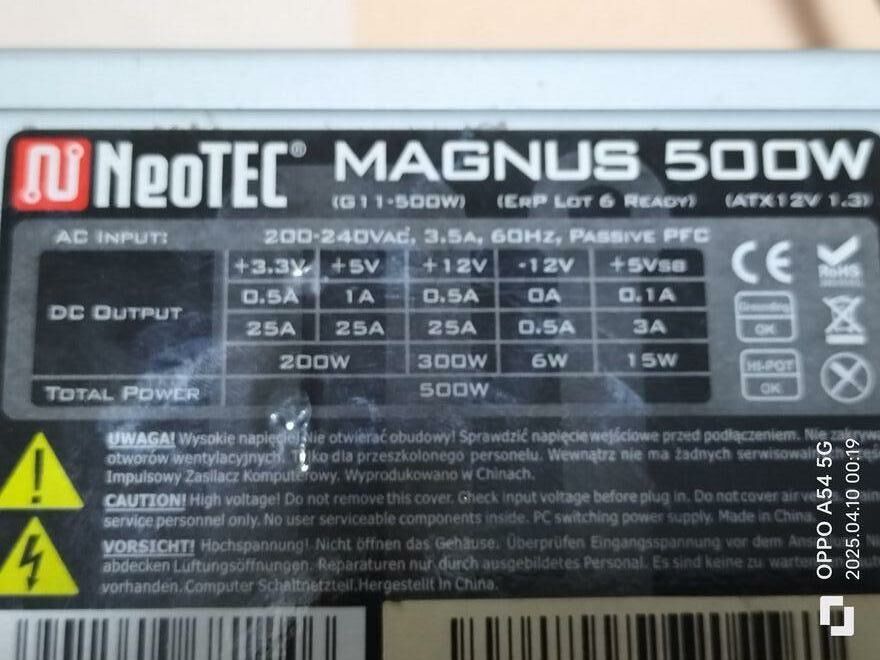 NeoTEC® MAGNUS 500W
(G11-500W) (ErP Lot 6 Ready) (ATX12V 1.3)
AC Input: 200-240VAC, 3.5A, 60Hz, Passive PFC
+3.3V +5V +12V -12V +5VSB
0.5A 1A 0.5A 0A 0.1A
DC Output
25A 25A 25A 0.5A 3A
200W 300W 6W 15W
Total Power 500W
CE
RoHS
Grounding
OK
HI-POT
OK
UWAGA! Wysokie napięcie! Nie otwierać obudowy! Sprawdzić napięcie wejściowe przed podłączeniem. Nie zakrywać
otworów wentylacyjnych. Tylko dla przeszkolonego personelu. Wewnątrz nie ma żadnych
Impulsowy Zasilacz Komputerowy. Wyprodukowano w Chinach.
CAUTION! High voltage! Do not remove this cover. Check input voltage before plug in. Do not cover air
service personnel only. No user serviceable components inside. PC switching power supply. Made in China
VORSICHT! Hochspannung! Nicht öffnen das Gehäuse. Überprüfen Eingangsspannung vor dem
abdecken Lüftungsöffnungen. Reparaturen nur durch ausgebildetes Personal. Es sind keine zu
vorhanden. Computer Schaltnetzteil. Hergestellt in China.
OPPO A54 5G
2025.04.10 00:19